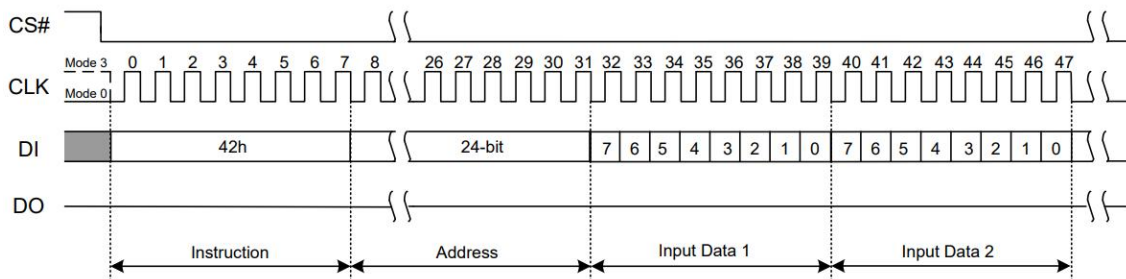 CS#
Mode 3 0 1 2 3 4 5 6 7 8 26 27 28 29 30 31 32 33 34 35 36 37 38 39 40 41 42 43 44 45 46 47
CLK
Mode 0
DI 42h 24-bit 7 6 5 4 3 2 1 0 7 6 5 4 3 2 1 0
DO
Instruction Address Input Data 1 Input Data 2